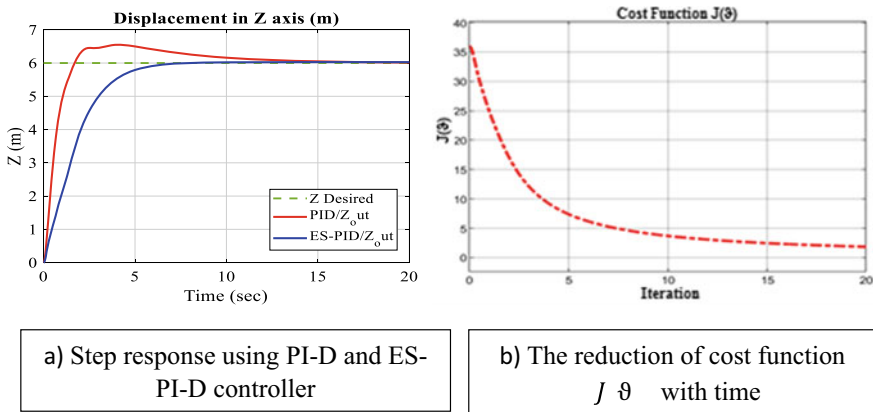 Displacement in Z axis (m)
7
6
5
4
3
2
1
0
Z (m)
Z Desired
PID/Z_out
ES-PID/Z_out
0
5
10
15
20
Time (sec)
Cost Function J(ϑ)
40
35
30
25
20
15
10
5
0
J(ϑ)
0
5
10
15
20
Iteration
a) Step response using PI-D and ES-
PI-D controller
b) The reduction of cost function
J ϑ with time